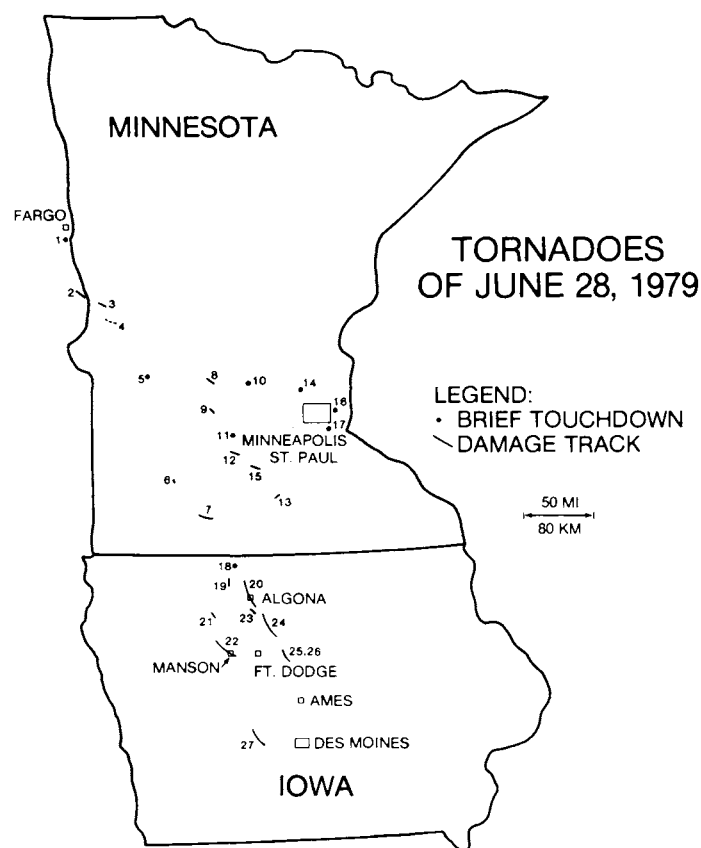 MINNESOTA
FARGO
1
TORNADOES
OF JUNE 28, 1979
2
3
4
5
8
10
14
LEGEND:
• BRIEF TOUCHDOWN
DAMAGE TRACK
9
16
11
17
MINNEAPOLIS
ST. PAUL
12
15
6
13
7
50 MI
80 KM
18
19
20
ALGONA
21
23
24
22
25.26
MANSON
FT. DODGE
AMES
27
DES MOINES
IOWA